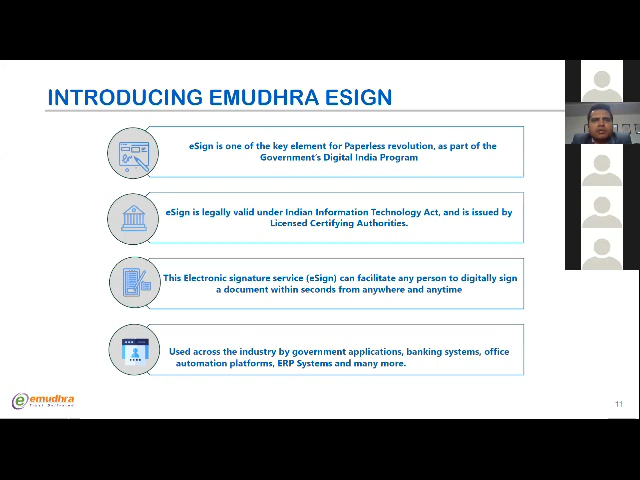 INTRODUCING EMUDHRA ESIGN
eSign is one of the key element for Paperless revolution, as part of the
Government's Digital India Program
eSign is legally valid under Indian Information Technology Act, and is issued by
Licensed Certifying Authorities.
This Electronic signature service (eSign) can facilitate any person to digitally sign
a document within seconds from anywhere and anytime
Used across the industry by government applications, banking systems, office
automation platforms, ERP Systems and many more.
emudhra
11